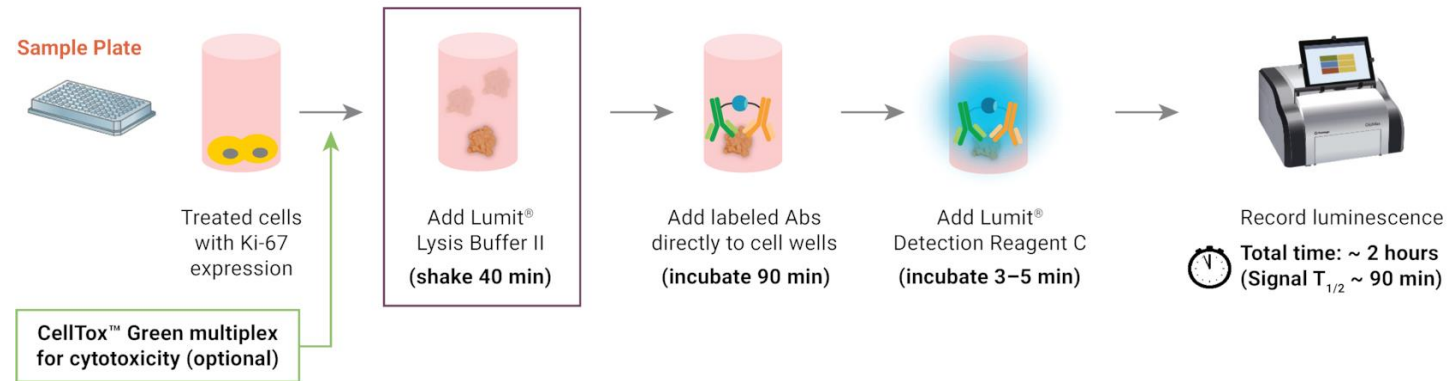 Sample Plate
Treated cells
with Ki-67
expression
CellTox™ Green multiplex
for cytotoxicity (optional)
Add Lumit®
Lysis Buffer II
(shake 40 min)
Add labeled Abs
directly to cell wells
(incubate 90 min)
Add Lumit®
Detection Reagent C
(incubate 3–5 min)
Record luminescence
Total time: ~ 2 hours
(Signal T1/2 ~ 90 min)